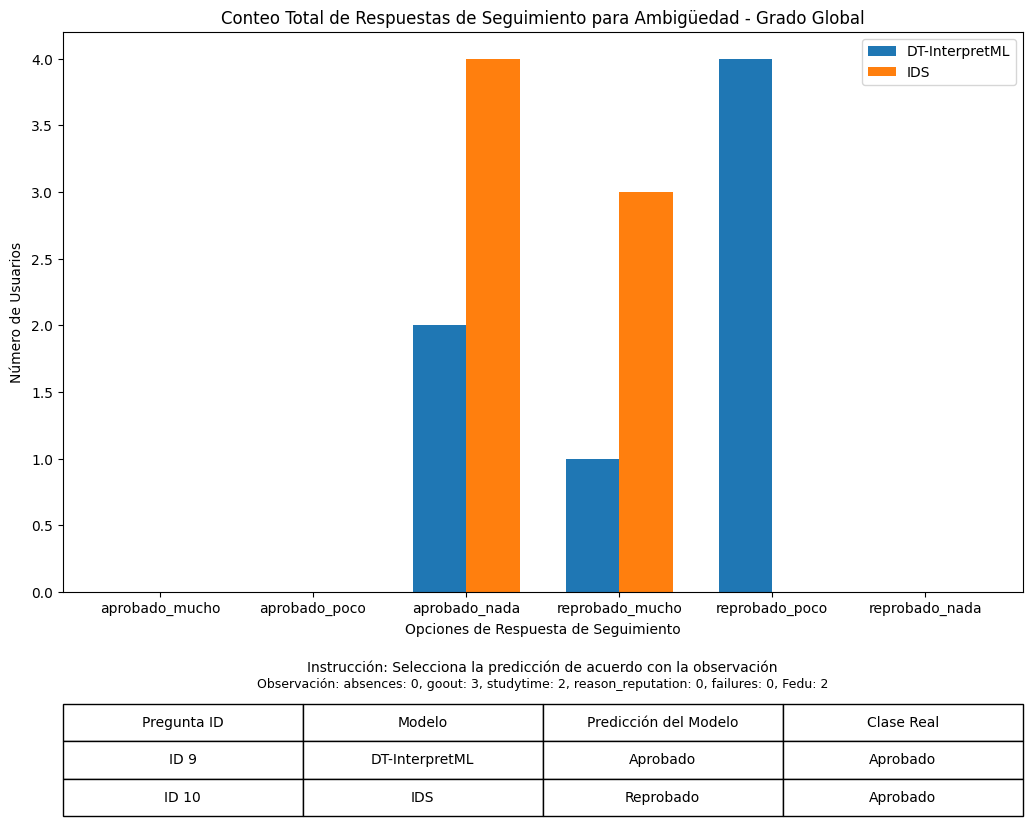 Conteo Total de Respuestas de Seguimiento para Ambigüedad - Grado Global
DT-InterpretML
IDS
Número de Usuarios
4.0
3.5
3.0
2.5
2.0
1.5
1.0
0.5
0.0
aprobado_mucho aprobado_poco aprobado_nada reprobado_mucho reprobado_poco reprobado_nada
Opciones de Respuesta de Seguimiento
Instrucción: Selecciona la predicción de acuerdo con la observación
Observación: absences: 0, goout: 3, studytime: 2, reason_reputation: 0, failures: 0, Fedu: 2
Pregunta ID Modelo Predicción del Modelo Clase Real
ID 9 DT-InterpretML Aprobado Aprobado
ID 10 IDS Reprobado Aprobado